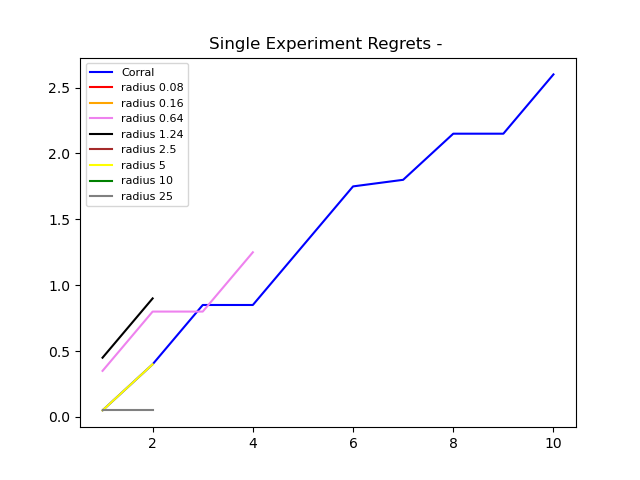 Single Experiment Regrets -
Corral
radius 0.08
radius 0.16
radius 0.64
radius 1.24
radius 2.5
radius 5
radius 10
radius 25
2.5
2.0
1.5
1.0
0.5
0.0
2 4 6 8 10